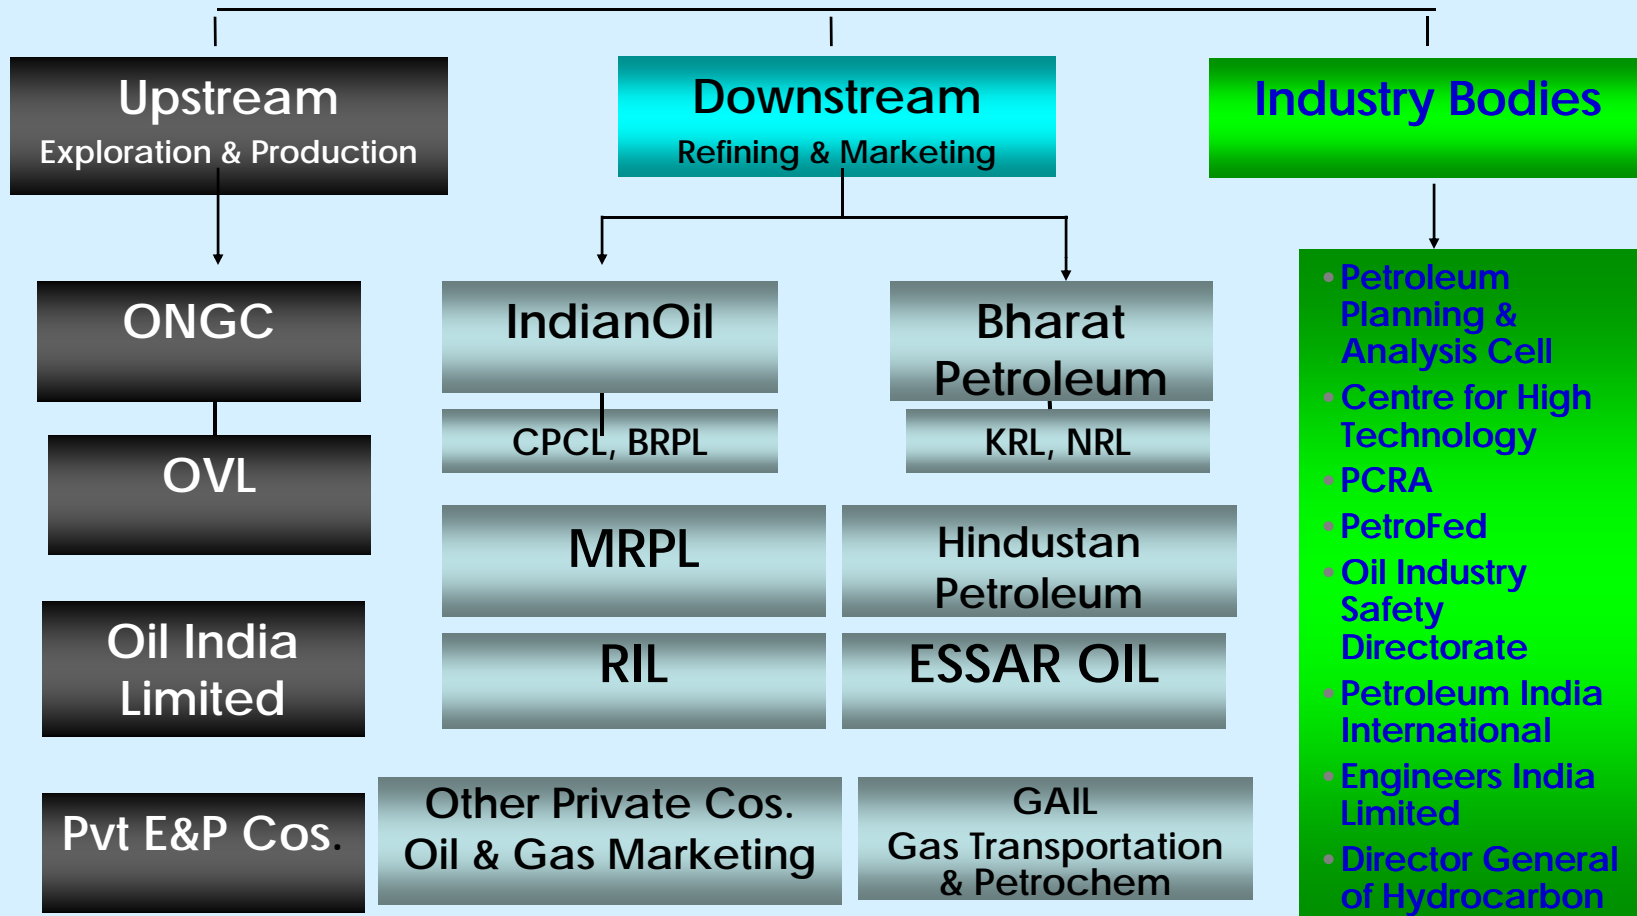 Upstream
Exploration & Production
Downstream
Refining & Marketing
Industry Bodies
ONGC
OVL
Oil India
Limited
Pvt E&P Cos.
IndianOil
CPCL, BRPL
Bharat
Petroleum
KRL, NRL
MRPL
Hindustan
Petroleum
RIL
ESSAR OIL
Other Private Cos.
Oil & Gas Marketing
GAIL
Gas Transportation
& Petrochem
• Petroleum
Planning &
Analysis Cell
• Centre for High
Technology
• PCRA
• PetroFed
• Oil Industry
Safety
Directorate
• Petroleum India
International
• Engineers India
Limited
• Director General
of Hydrocarbon